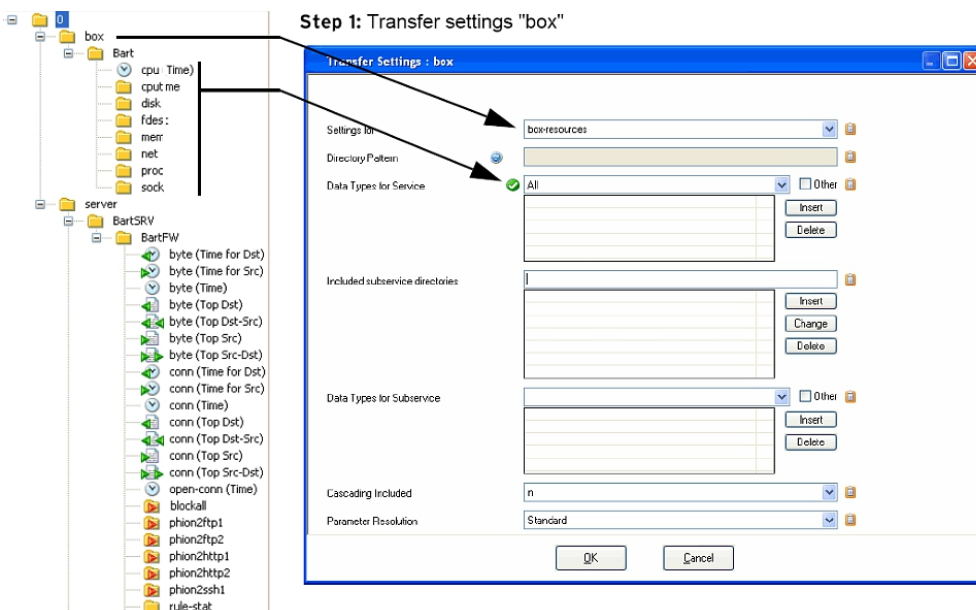 0
box
Bart
cpu Time)
cput me
disk
fdes:
mem
net
proc
sock
server
BartSRV
BartFW
byte (Time for Dst)
byte (Time for Src)
byte (Time)
byte (Top Dst)
byte (Top Dst-Src)
byte (Top Src)
byte (Top Src-Dst)
conn (Time for Dst)
conn (Time for Src)
conn (Time)
conn (Top Dst)
conn (Top Dst-Src)
conn (Top Src)
conn (Top Src-Dst)
open-conn (Time)
blockall
phion2ftp1
phion2ftp2
phion2http1
phion2http2
phion2ssh1
rule-stat
Step 1: Transfer settings "box"
Transfer Settings : box
Settings for
box-resources
Directory Pattern
Data Types for Service
All
Other
Insert
Delete
Included subservice directories
Insert
Change
Delete
Data Types for Subservice
Other
Insert
Delete
Cascading Included
n
Parameter Resolution
Standard
OK
Cancel